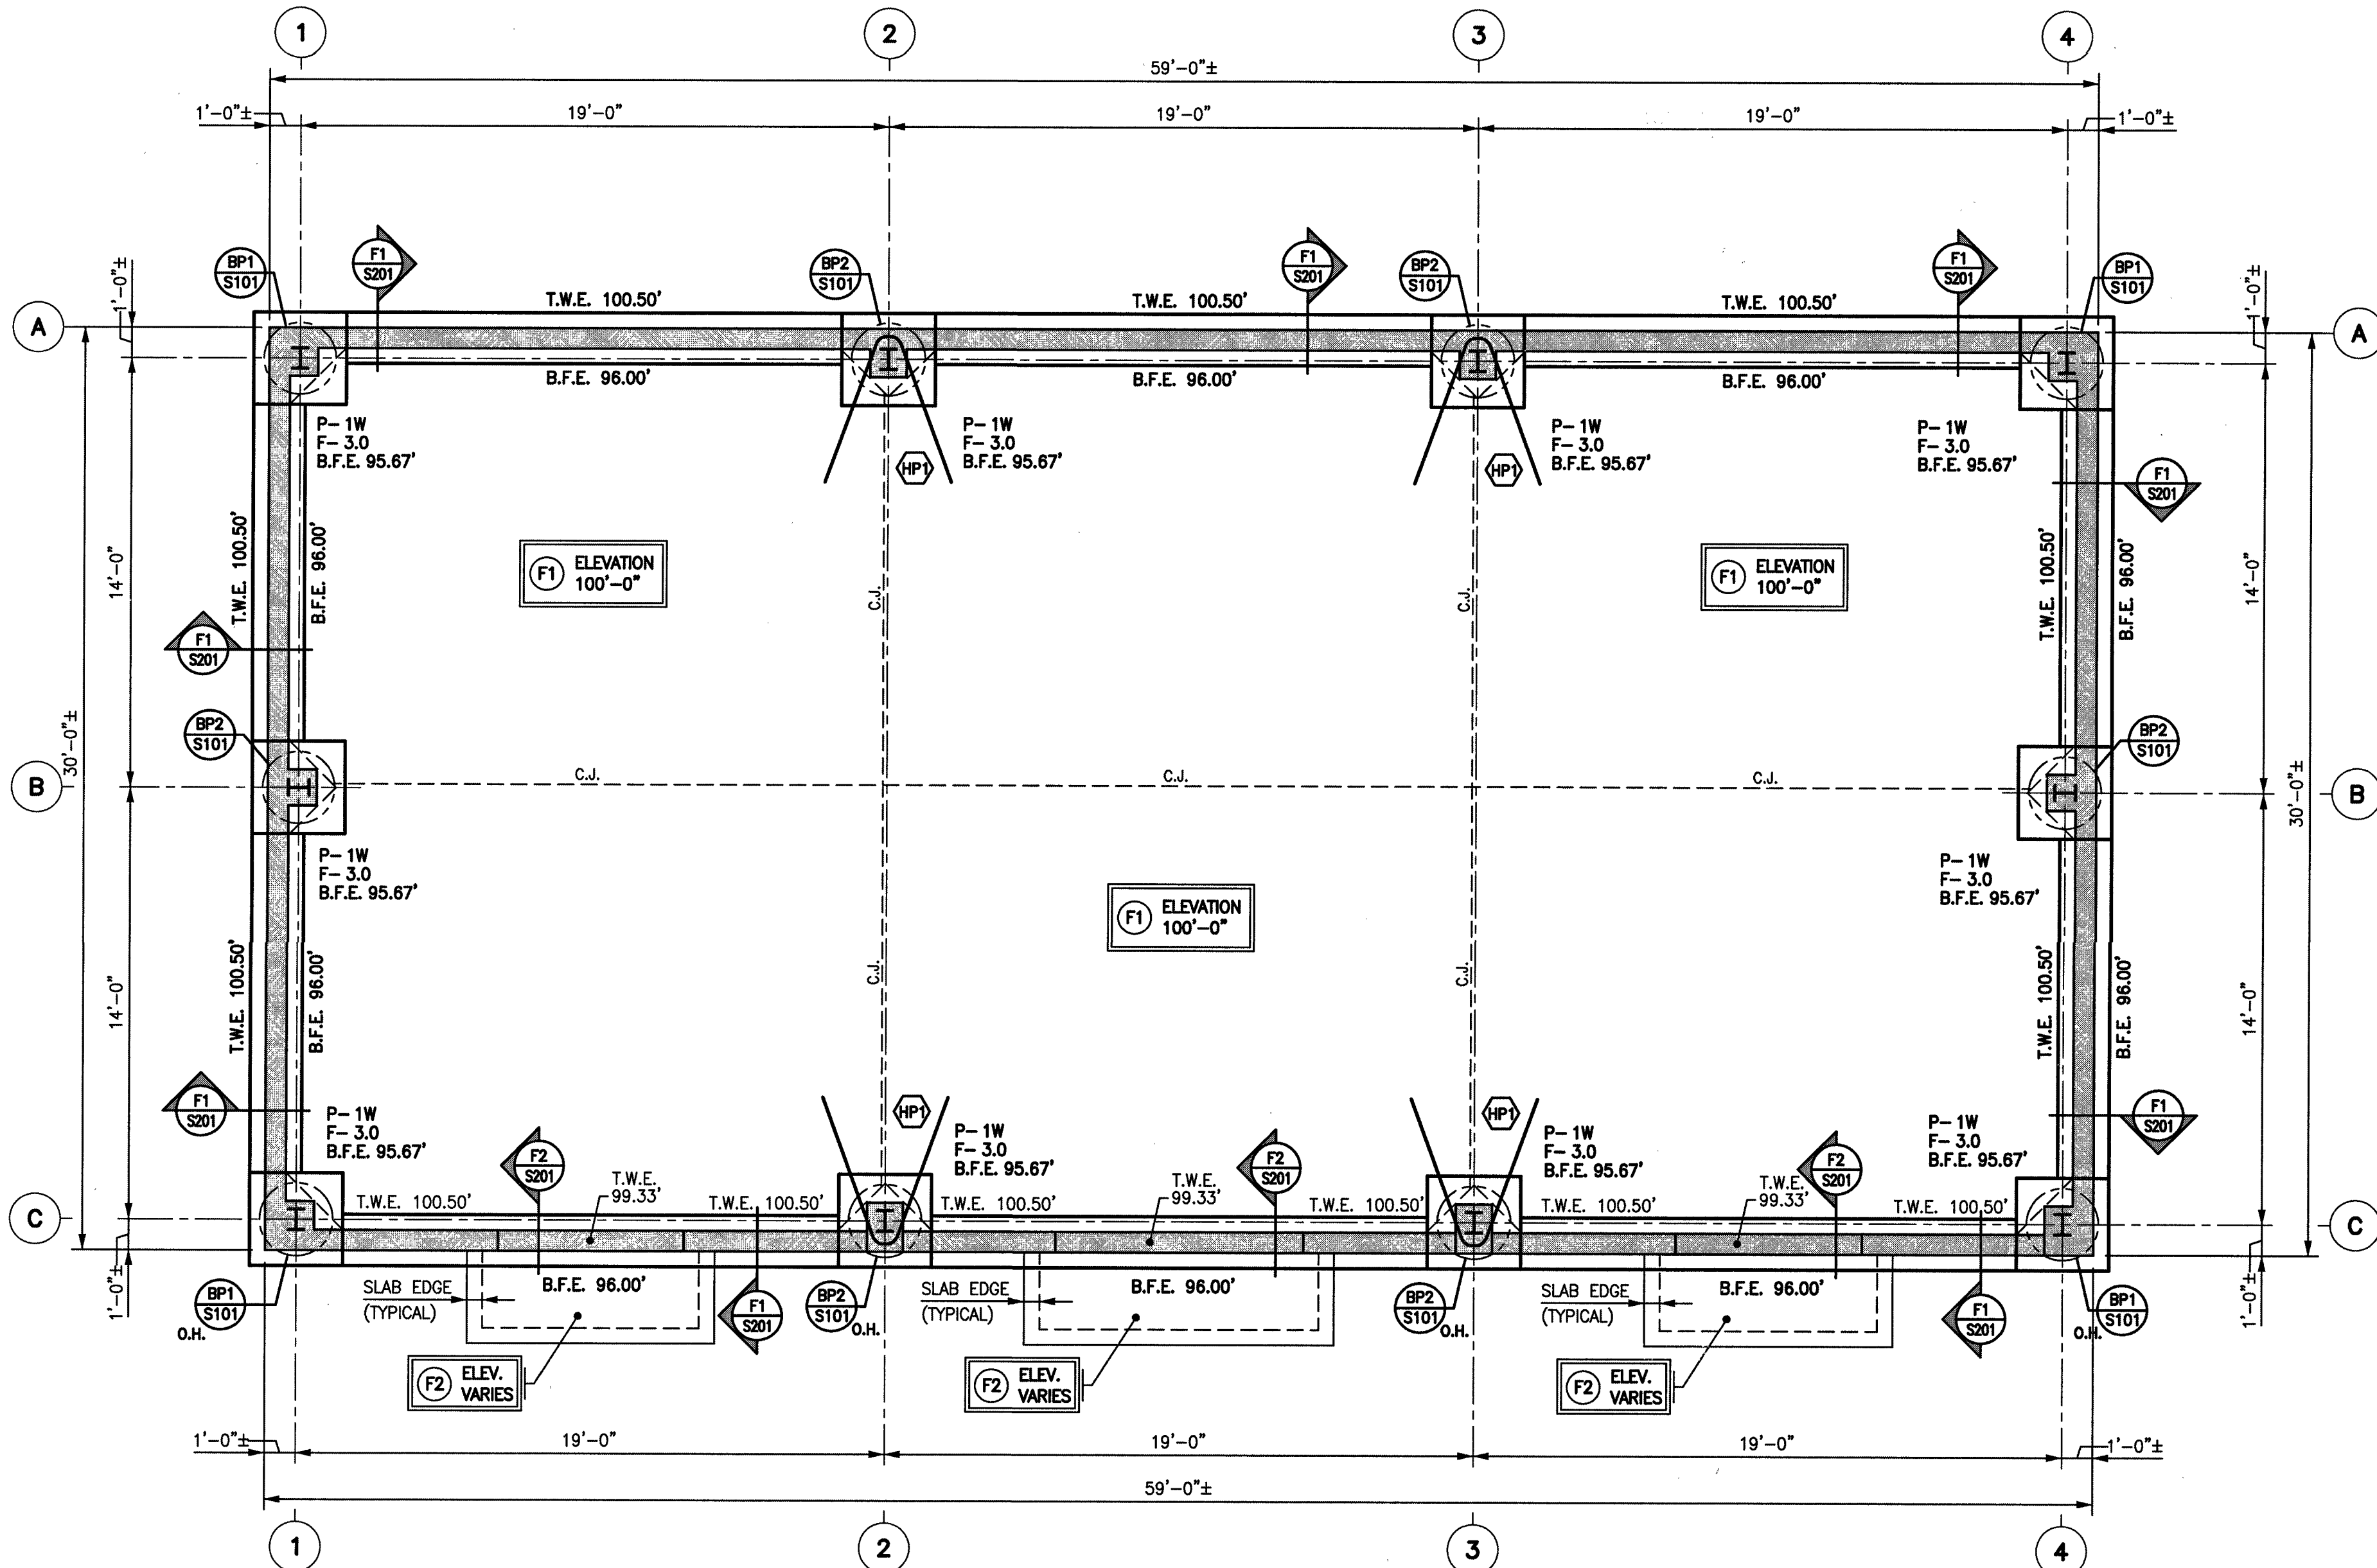 1 2 3 4
59'-0"±
1'-0"± 19'-0" 19'-0" 19'-0" 1'-0"±
BP1
S101
F1
S201
BP2
S101
F1
S201
BP2
S101
F1
S201
BP1
S101
1'-0"±
1'-0"±
T.W.E. 100.50' T.W.E. 100.50' T.W.E. 100.50'
A
A
B.F.E. 96.00' B.F.E. 96.00' B.F.E. 96.00'
P- 1W
F- 3.0
B.F.E. 95.67'
HP1
P- 1W
F- 3.0
B.F.E. 95.67'
HP1
P- 1W
F- 3.0
B.F.E. 95.67'
P- 1W
F- 3.0
B.F.E. 95.67'
F1
S201
14'-0"
T.W.E. 100.50'
B.F.E. 96.00'
F1 ELEVATION
100'-0"
C.J.
C.J.
F1 ELEVATION
100'-0"
T.W.E. 100.50'
B.F.E. 96.00'
14'-0"
F1
S201
30'-0"±
BP2
S101
B
C.J. C.J. C.J.
BP2
S101
B
30'-0"±
P- 1W
F- 3.0
B.F.E. 95.67'
P- 1W
F- 3.0
B.F.E. 95.67'
F1 ELEVATION
100'-0"
14'-0"
T.W.E. 100.50'
B.F.E. 96.00'
C.J.
C.J.
T.W.E. 100.50'
B.F.E. 96.00'
14'-0"
F1
S201
P- 1W
F- 3.0
B.F.E. 95.67'
F2
S201
HP1
P- 1W
F- 3.0
B.F.E. 95.67'
F2
S201
HP1
P- 1W
F- 3.0
B.F.E. 95.67'
F2
S201
P- 1W
F- 3.0
B.F.E. 95.67'
F1
S201
C
T.W.E. 100.50'
T.W.E.
99.33'
T.W.E. 100.50'
T.W.E. 100.50'
T.W.E.
99.33'
T.W.E. 100.50'
T.W.E. 100.50'
T.W.E.
99.33'
T.W.E. 100.50'
C
1'-0"±
BP1
S101
O.H.
SLAB EDGE
(TYPICAL)
B.F.E. 96.00'
F1
S201
BP2
S101
O.H.
SLAB EDGE
(TYPICAL)
B.F.E. 96.00'
BP2
S101
O.H.
SLAB EDGE
(TYPICAL)
B.F.E. 96.00'
F1
S201
O.H.
BP1
S101
1'-0"±
F2 ELEV.
VARIES
F2 ELEV.
VARIES
F2 ELEV.
VARIES
1'-0"± 19'-0" 19'-0" 19'-0" 1'-0"±
59'-0"±
1 2 3 4